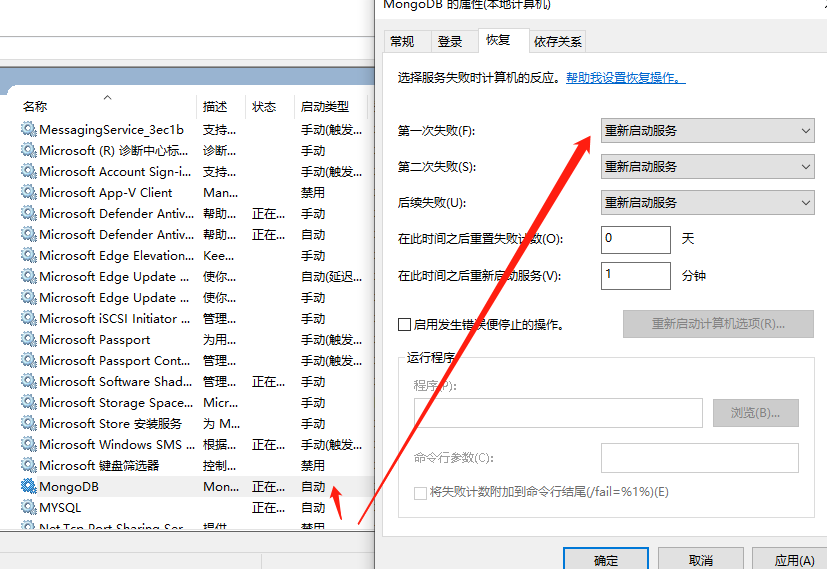 MongoDB 的属性(本地计算机)
常规 登录 恢复 依存关系
选择服务失败时计算机的反应。帮助我设置恢复操作。
第一次失败(F): 重新启动服务
第二次失败(S): 重新启动服务
后续失败(U): 重新启动服务
在此时间之后重置失败计数(O): 0 天
在此时间之后重新启动服务(V): 1 分钟
启用发生错误便停止的操作。 重新启动计算机选项(R)...
运行程序
程序(P):
浏览(B)...
命令行参数(C):
将失败计数附加到命令行结尾(/fail=%1%)(E)
确定 取消 应用(A)
名称 描述 状态 启动类型
MessagingService_3ec1b 支持... 手动(触发...
Microsoft (R) 诊断中心标... 诊断... 手动
Microsoft Account Sign-i... 支持... 手动(触发...
Microsoft App-V Client Man... 禁用
Microsoft Defender Antiv... 帮助... 正在... 手动
Microsoft Defender Antiv... 帮助... 正在... 自动
Microsoft Edge Elevation... Kee... 手动
Microsoft Edge Update ... 使你... 自动(延迟...
Microsoft Edge Update ... 使你... 手动
Microsoft iSCSI Initiator ... 管理... 手动
Microsoft Passport 为用... 手动(触发...
Microsoft Passport Cont... 管理... 手动(触发...
Microsoft Software Shad... 管理... 正在... 手动
Microsoft Storage Space... Micr... 手动
Microsoft Store 安装服务 为 M... 手动
Microsoft Windows SMS ... 根据... 正在... 手动(触发...
Microsoft 键盘筛选器 控制... 禁用
MongoDB Mon... 正在... 自动
MYSQL 正在... 自动
Net.Tcp Port Sharing Ser... 提供... 禁用